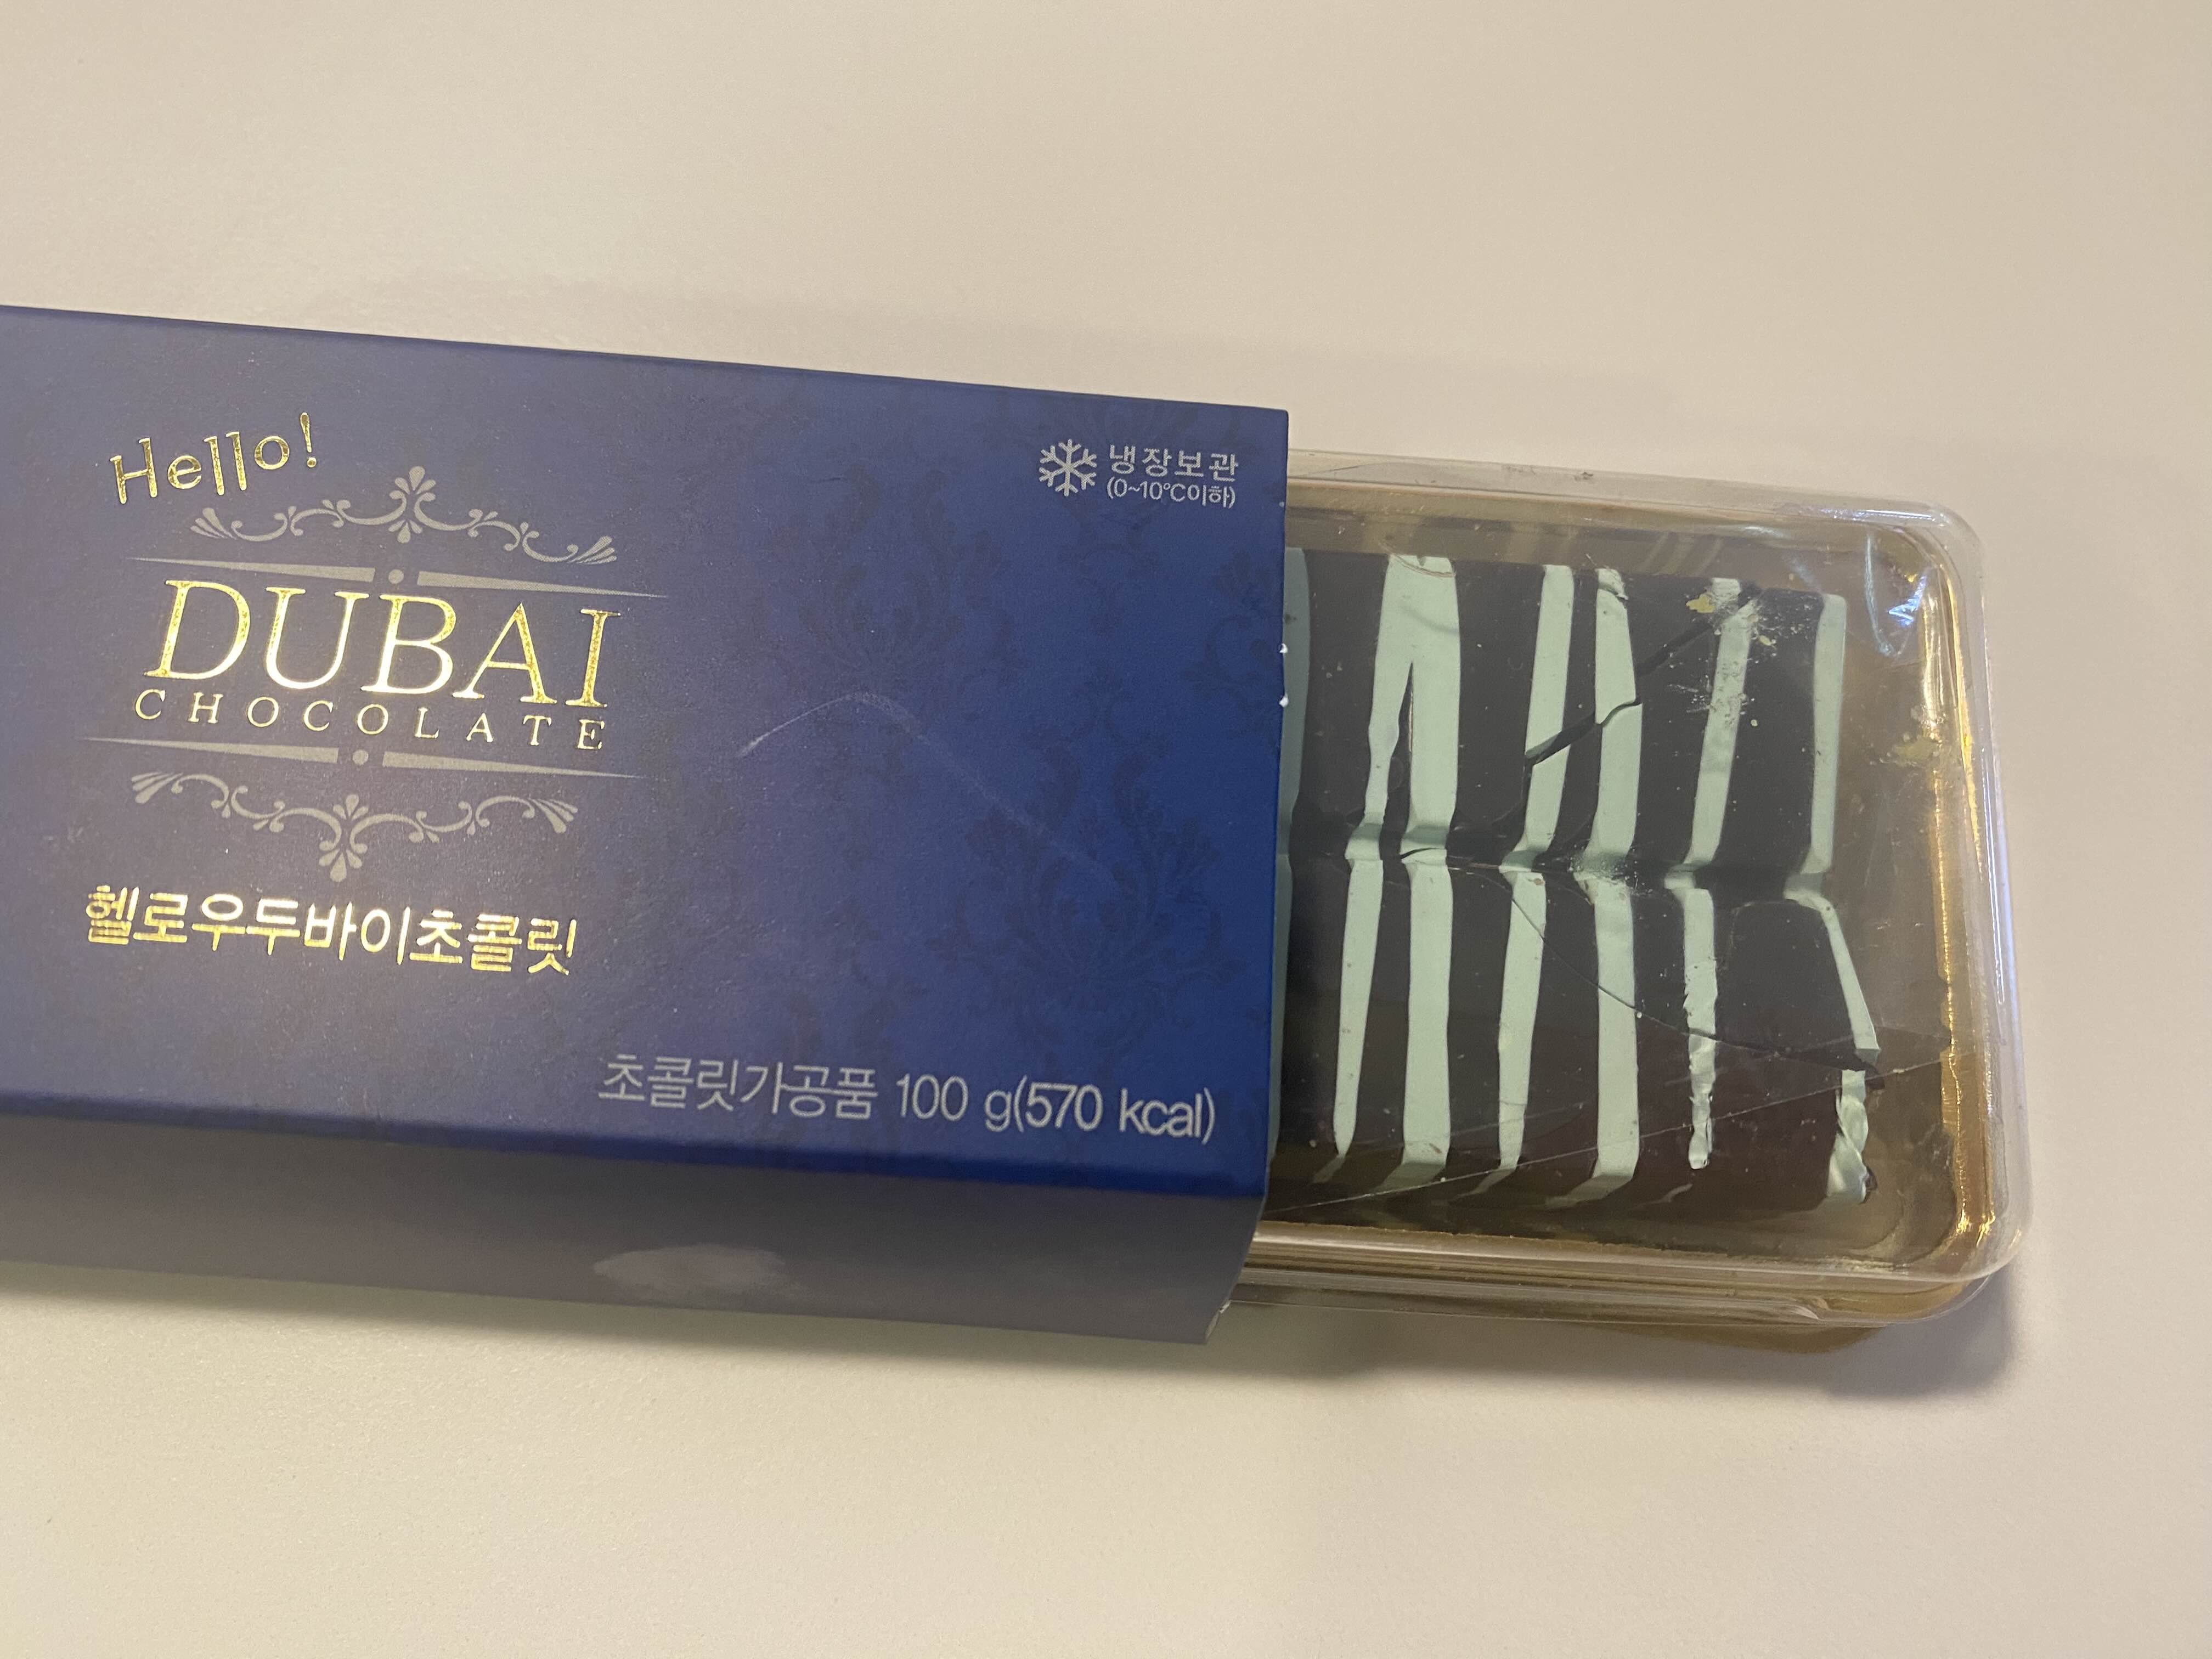 Hello!
냉장보관
(0~10℃이하)
DUBAI
CHOCOLATE
헬로우두바이초콜릿
초콜릿가공품 100 g(570 kcal)